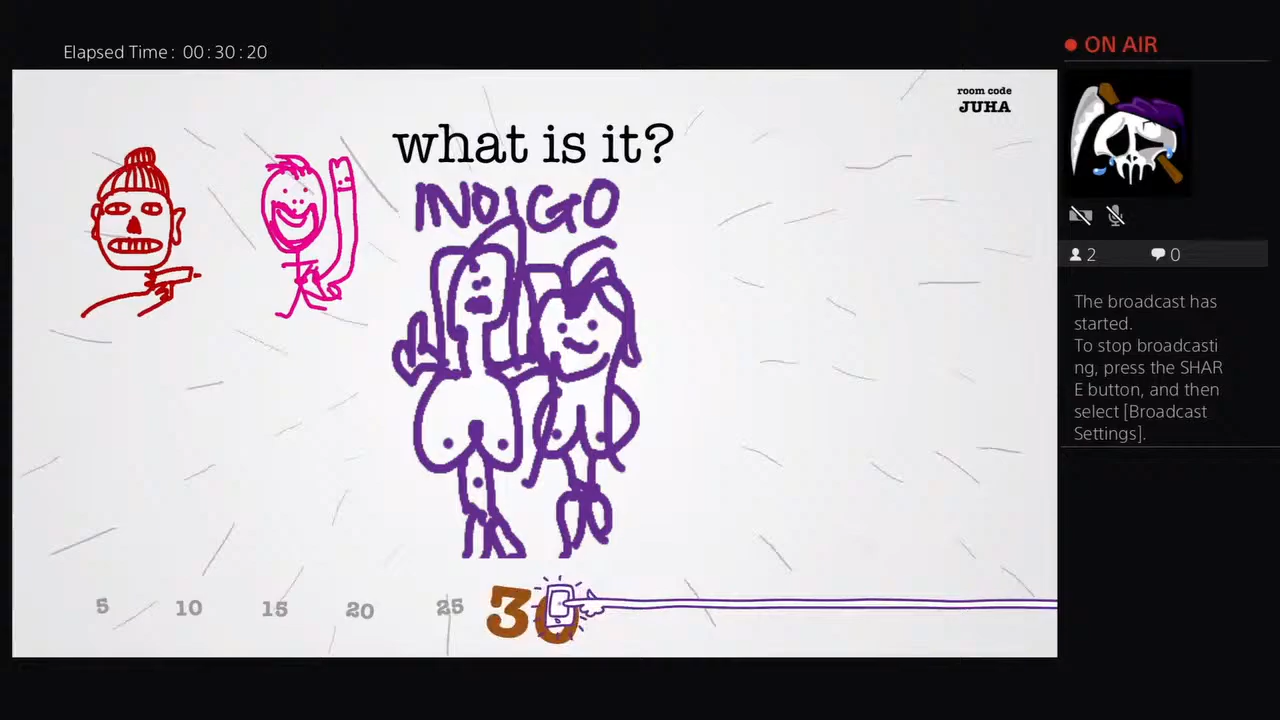 Elapsed Time: 00:30:20
ON AIR
room code
JUHA
what is it?
INDIGO
2
0
The broadcast has
started.
To stop broadcasti
ng, press the SHAR
E button, and then
select [Broadcast
Settings].
5
10
15
20
25
30